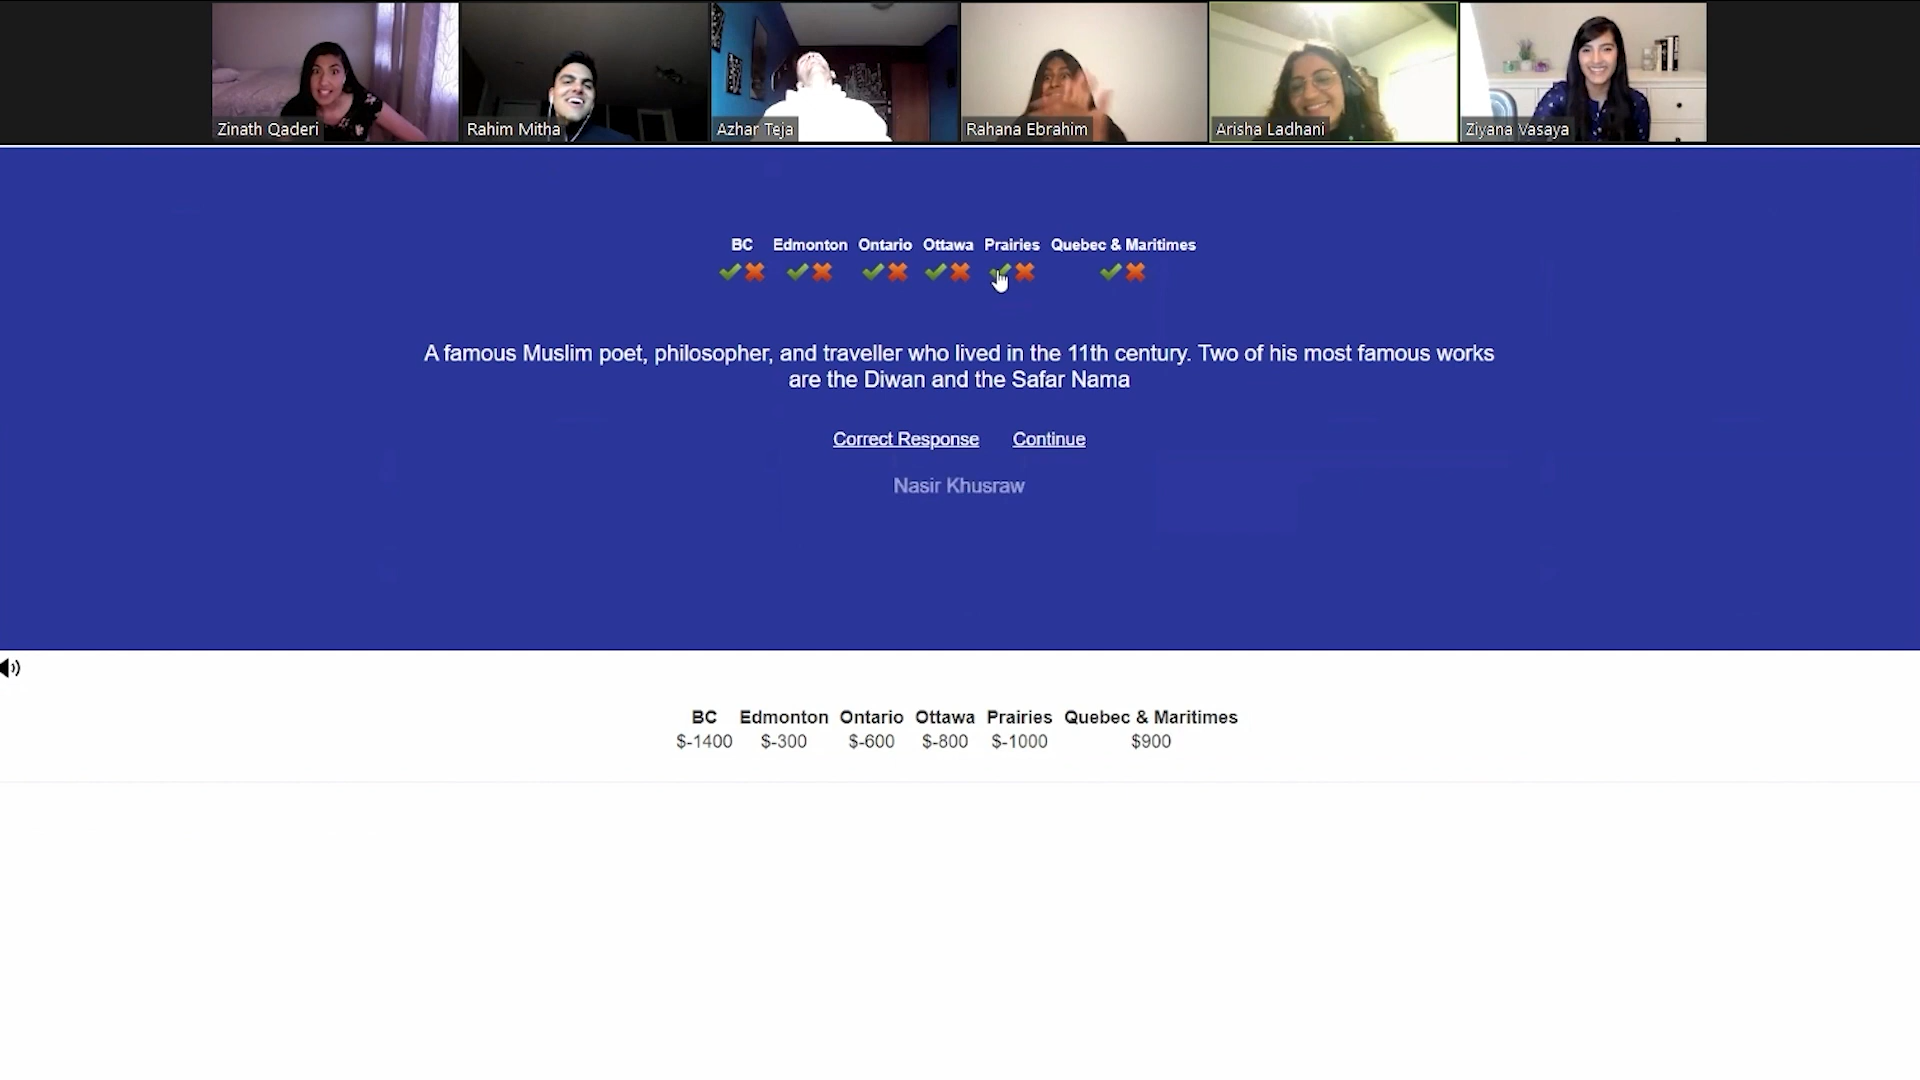 Zinath Qaderi
Rahim Mitha
Azhar Teja
Rahana Ebrahim
Arisha Ladhani
Ziyana Vasaya
BC Edmonton Ontario Ottawa Prairies Quebec & Maritimes
A famous Muslim poet, philosopher, and traveller who lived in the 11th century. Two of his most famous works
are the Diwan and the Safar Nama
Correct Response Continue
Nasir Khusraw
BC Edmonton Ontario Ottawa Prairies Quebec & Maritimes
$-1400 $-300 $-600 $-800 $-1000 $900